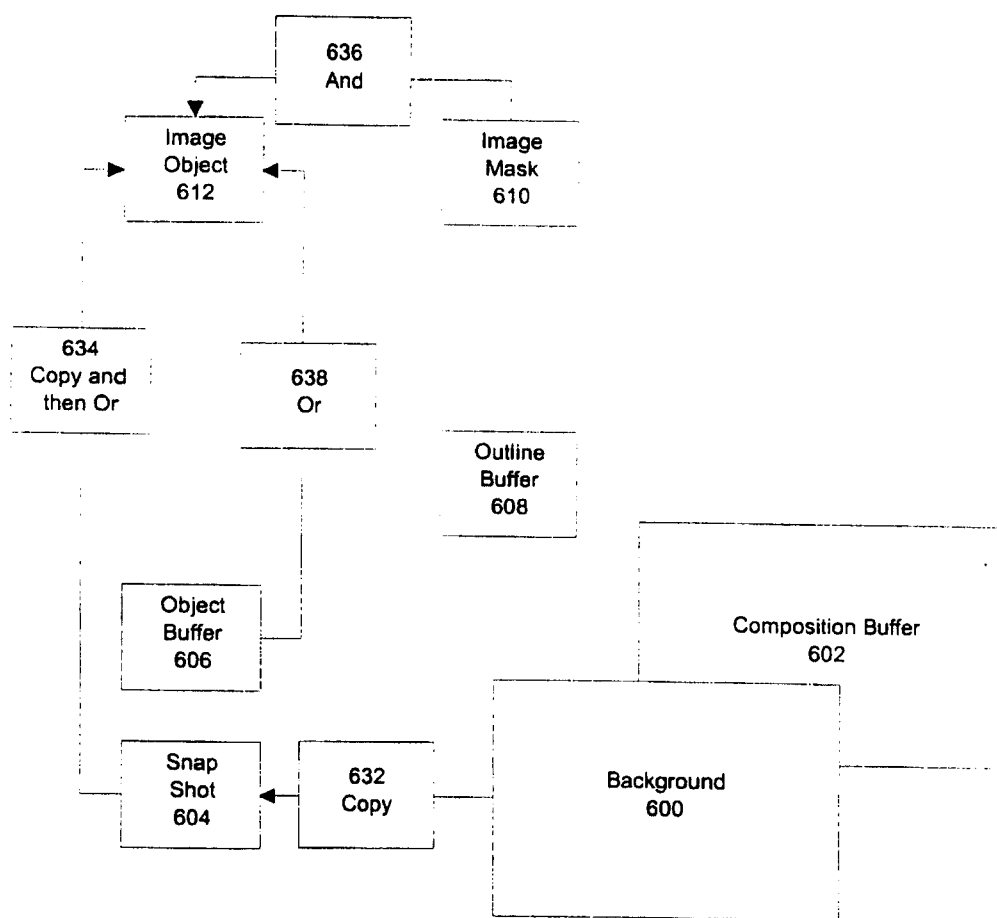 636
And
Image
Object
612
Image
Mask
610
634
Copy and
then Or
638
Or
Outline
Buffer
608
Object
Buffer
606
Composition Buffer
602
Snap
Shot
604
632
Copy
Background
600